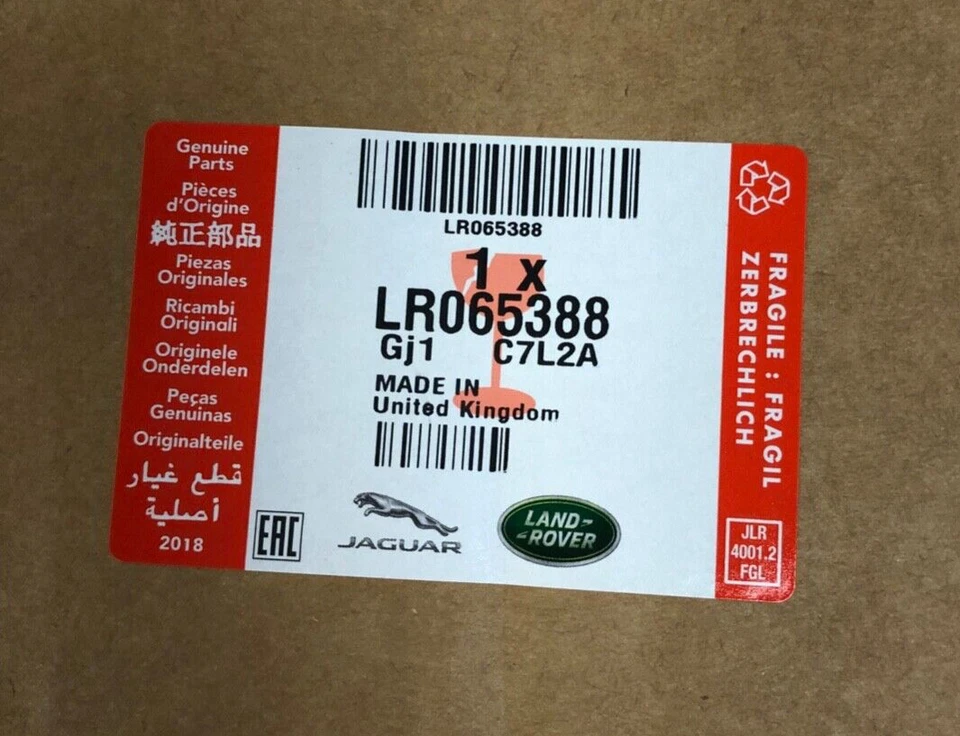 Genuine
Parts
Pièces
d'Origine
純正部品
Piezas
Originales
Ricambi
Originali
Originele
Onderdelen
Peças
Genuinas
Originalteile
قطع غيار
أصلية
2018
EAC
LR065388
1 x
LR065388
Gj1 C7L2A
MADE IN
United Kingdom
JAGUAR
LAND-
-ROVER
FRAGILE : FRAGIL
ZERBRECHLICH
JLR
4001.2
FGL